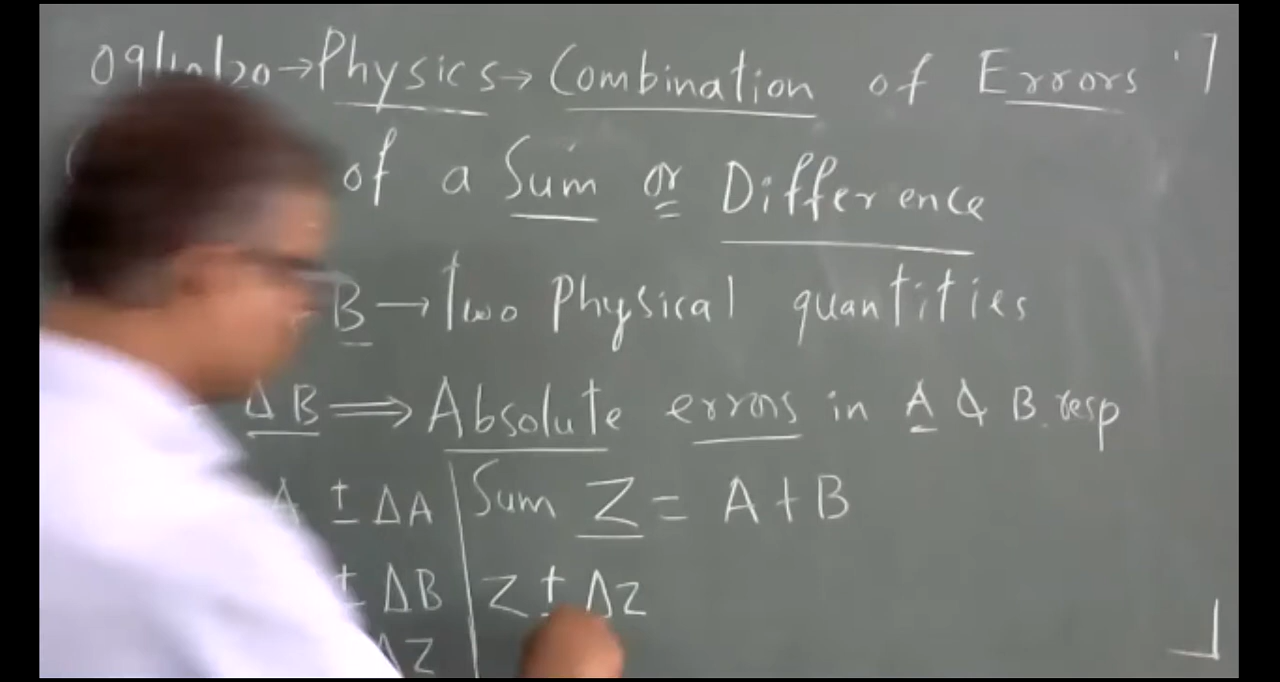 Physics → Combination of Errors
of a Sum or Difference
B → two Physical quantities
ΔB ⇒ Absolute errors in A & B resp
A ± ΔA | Sum Z = A + B
± ΔB | Z ± ΔZ
ΔZ